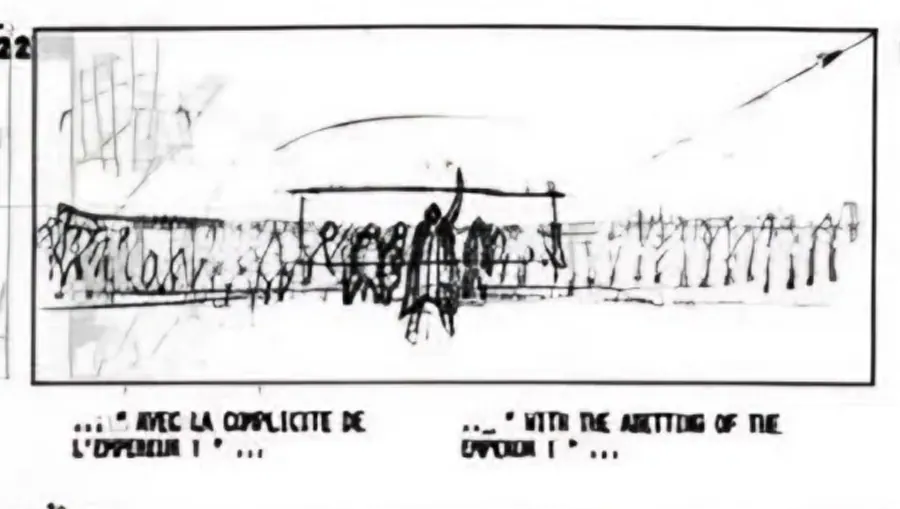 22
..." AVEC LA COMPLICITE DE
L'EMPEREUR ! " ...
..." WITH THE ABETTING OF THE
EMPEROR ! " ...